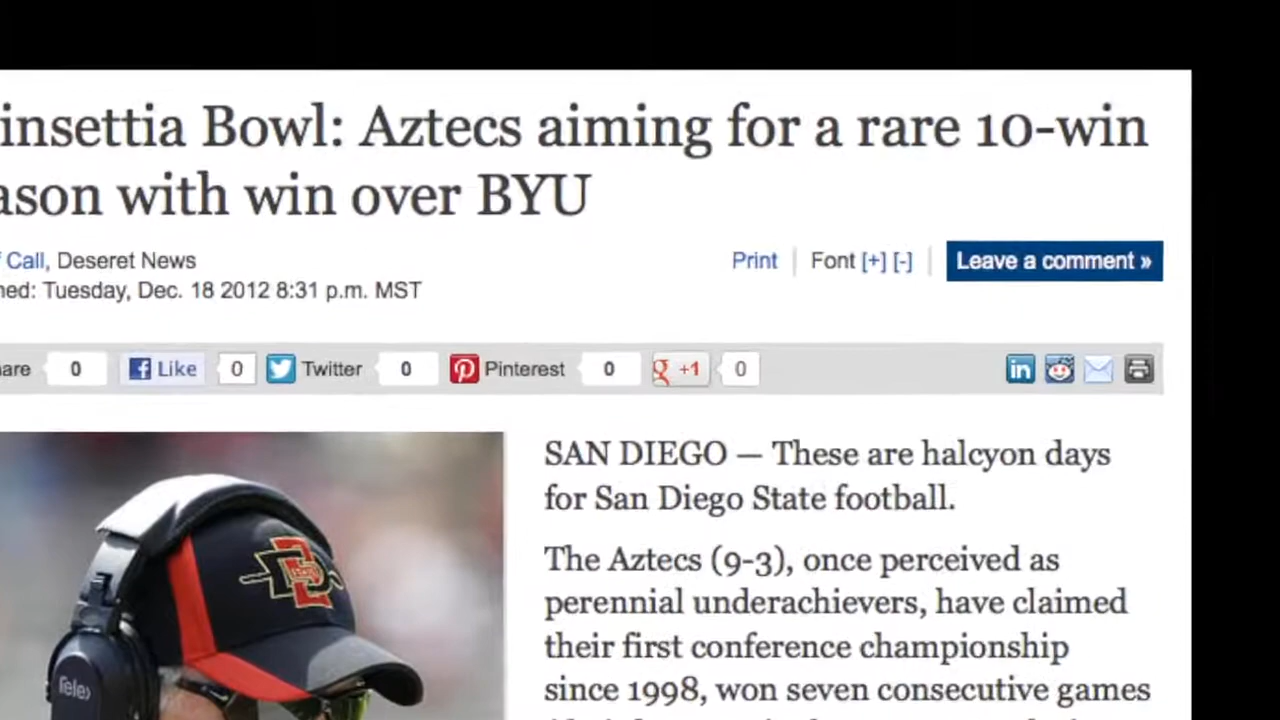 insettia Bowl: Aztecs aiming for a rare 10-win
ason with win over BYU
Call, Deseret News
Print Font [+] [-] Leave a comment »
ned: Tuesday, Dec. 18 2012 8:31 p.m. MST
are 0 Like 0 Twitter 0 Pinterest 0 +1 0
SAN DIEGO — These are halcyon days
for San Diego State football.
The Aztecs (9-3), once perceived as
perennial underachievers, have claimed
their first conference championship
since 1998, won seven consecutive games